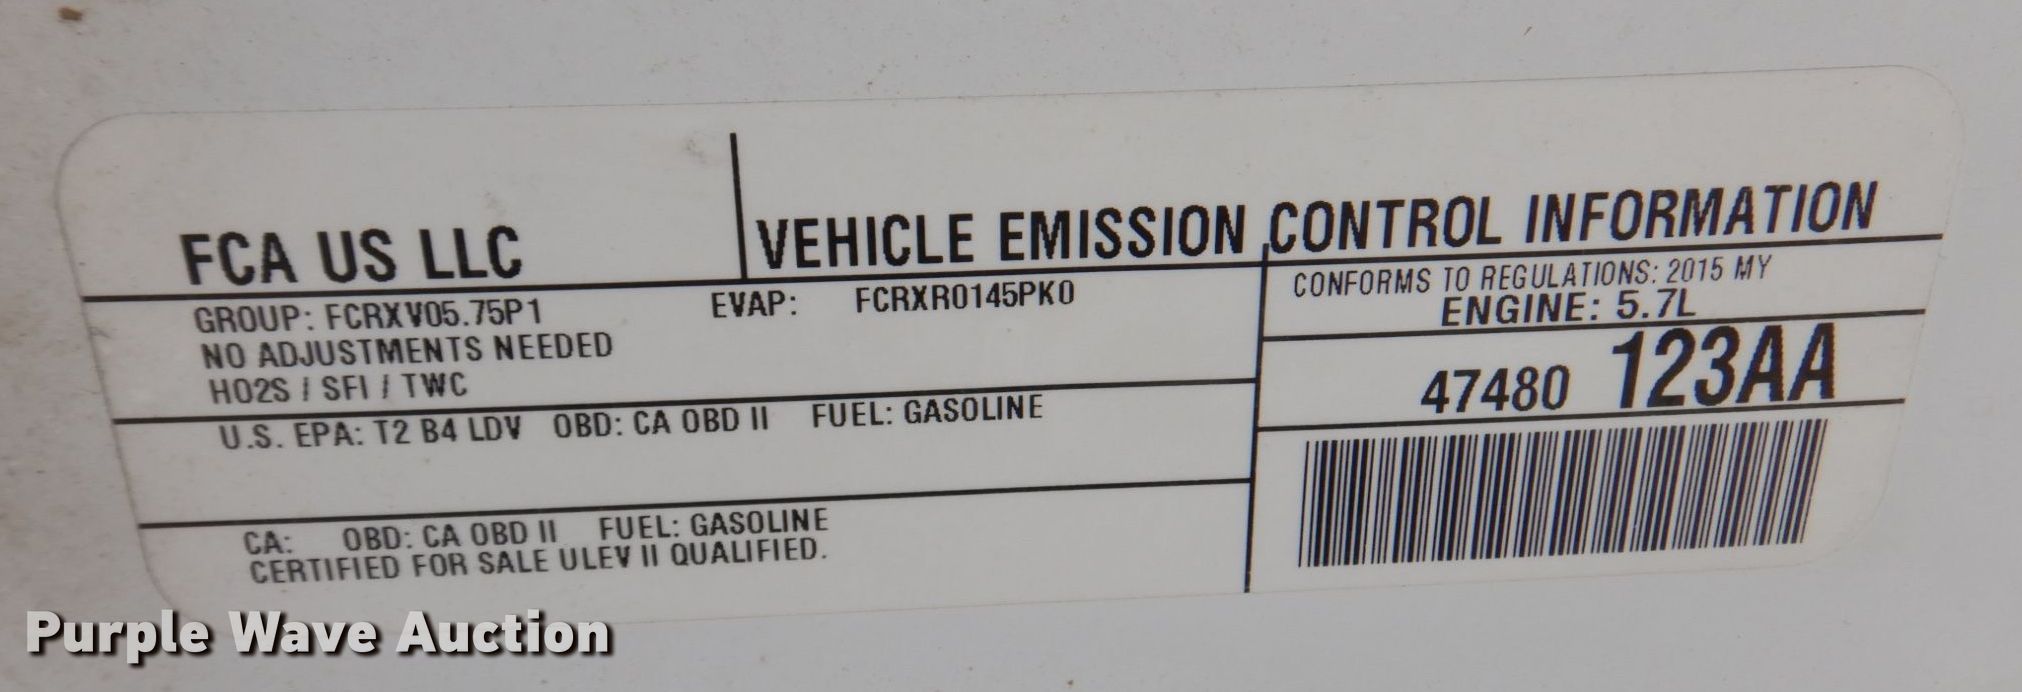 FCA US LLC
VEHICLE EMISSION CONTROL INFORMATION
GROUP: FCRXV05.75P1 EVAP: FCRXR0145PK0
NO ADJUSTMENTS NEEDED
HO2S / SFI / TWC
U.S. EPA: T2 B4 LDV OBD: CA OBD II FUEL: GASOLINE
CA: OBD: CA OBD II FUEL: GASOLINE
CERTIFIED FOR SALE ULEV II QUALIFIED.
CONFORMS TO REGULATIONS: 2015 MY
ENGINE: 5.7L
47480 123AA
Purple Wave Auction